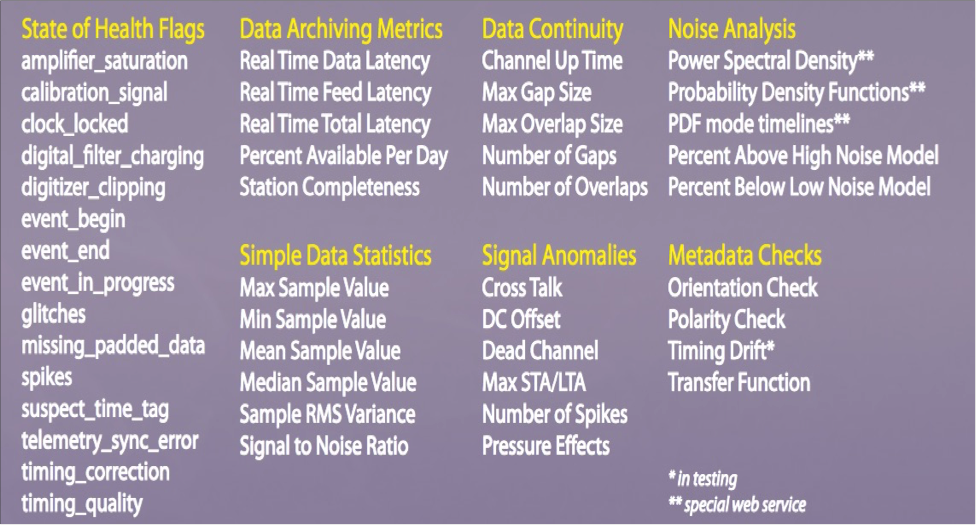 State of Health Flags
amplifier_saturation
calibration_signal
clock_locked
digital_filter_charging
digitizer_clipping
event_begin
event_end
event_in_progress
glitches
missing_padded_data
spikes
suspect_time_tag
telemetry_sync_error
timing_correction
timing_quality
Data Archiving Metrics
Real Time Data Latency
Real Time Feed Latency
Real Time Total Latency
Percent Available Per Day
Station Completeness
Simple Data Statistics
Max Sample Value
Min Sample Value
Mean Sample Value
Median Sample Value
Sample RMS Variance
Signal to Noise Ratio
Data Continuity
Channel Up Time
Max Gap Size
Max Overlap Size
Number of Gaps
Number of Overlaps
Signal Anomalies
Cross Talk
DC Offset
Dead Channel
Max STA/LTA
Number of Spikes
Pressure Effects
Noise Analysis
Power Spectral Density**
Probability Density Functions**
PDF mode timelines**
Percent Above High Noise Model
Percent Below Low Noise Model
Metadata Checks
Orientation Check
Polarity Check
Timing Drift*
Transfer Function
* in testing
** special web service